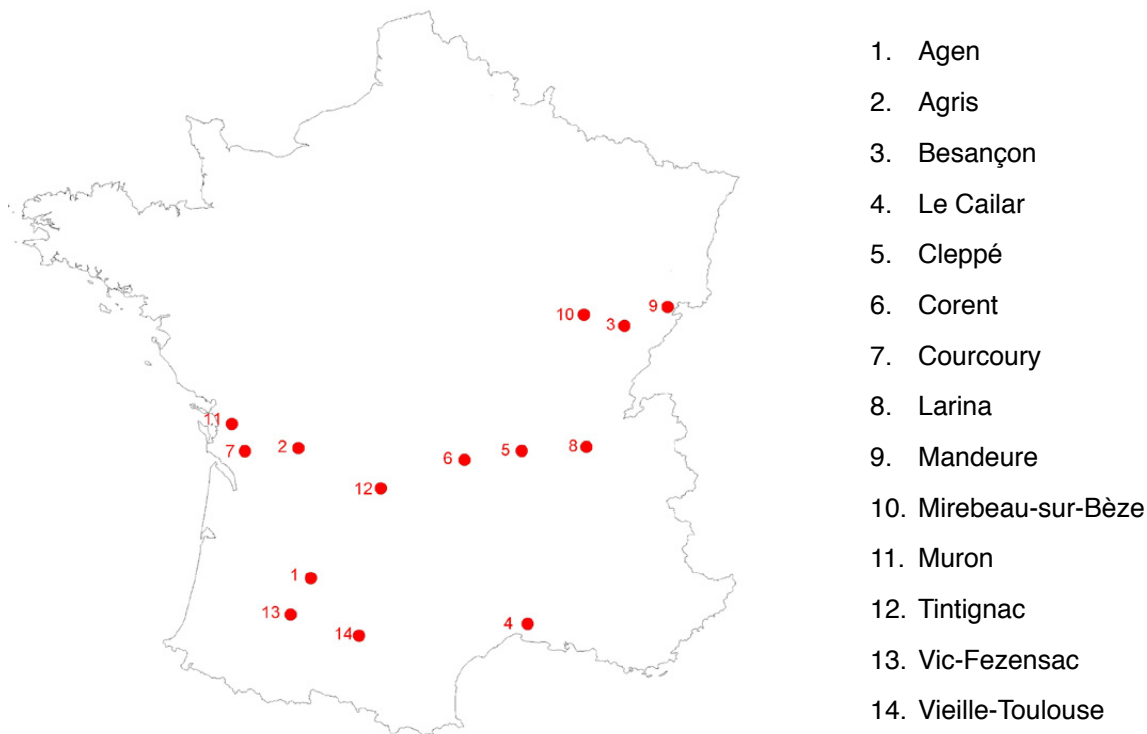 1. Agen
2. Agris
3. Besançon
4. Le Cailar
5. Cleppé
6. Corent
7. Courcoury
8. Larina
9. Mandeure
10. Mirebeau-sur-Bèze
11. Muron
12. Tintignac
13. Vic-Fezensac
14. Vieille-Toulouse
9
10
3
11
7
2
6
5
8
12
1
13
14
4